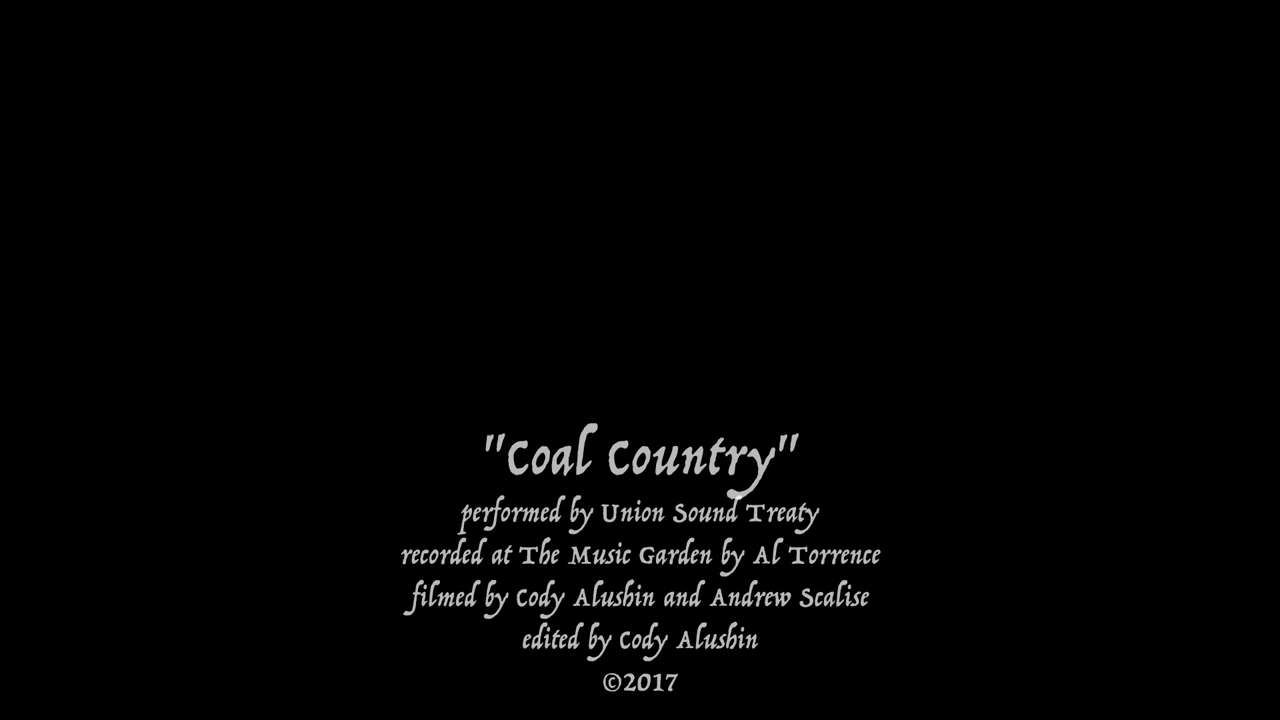 "Coal Country"
performed by Union Sound Treaty
recorded at The Music Garden by Al Torrence
filmed by Cody Alushin and Andrew Scalise
edited by Cody Alushin
©2017